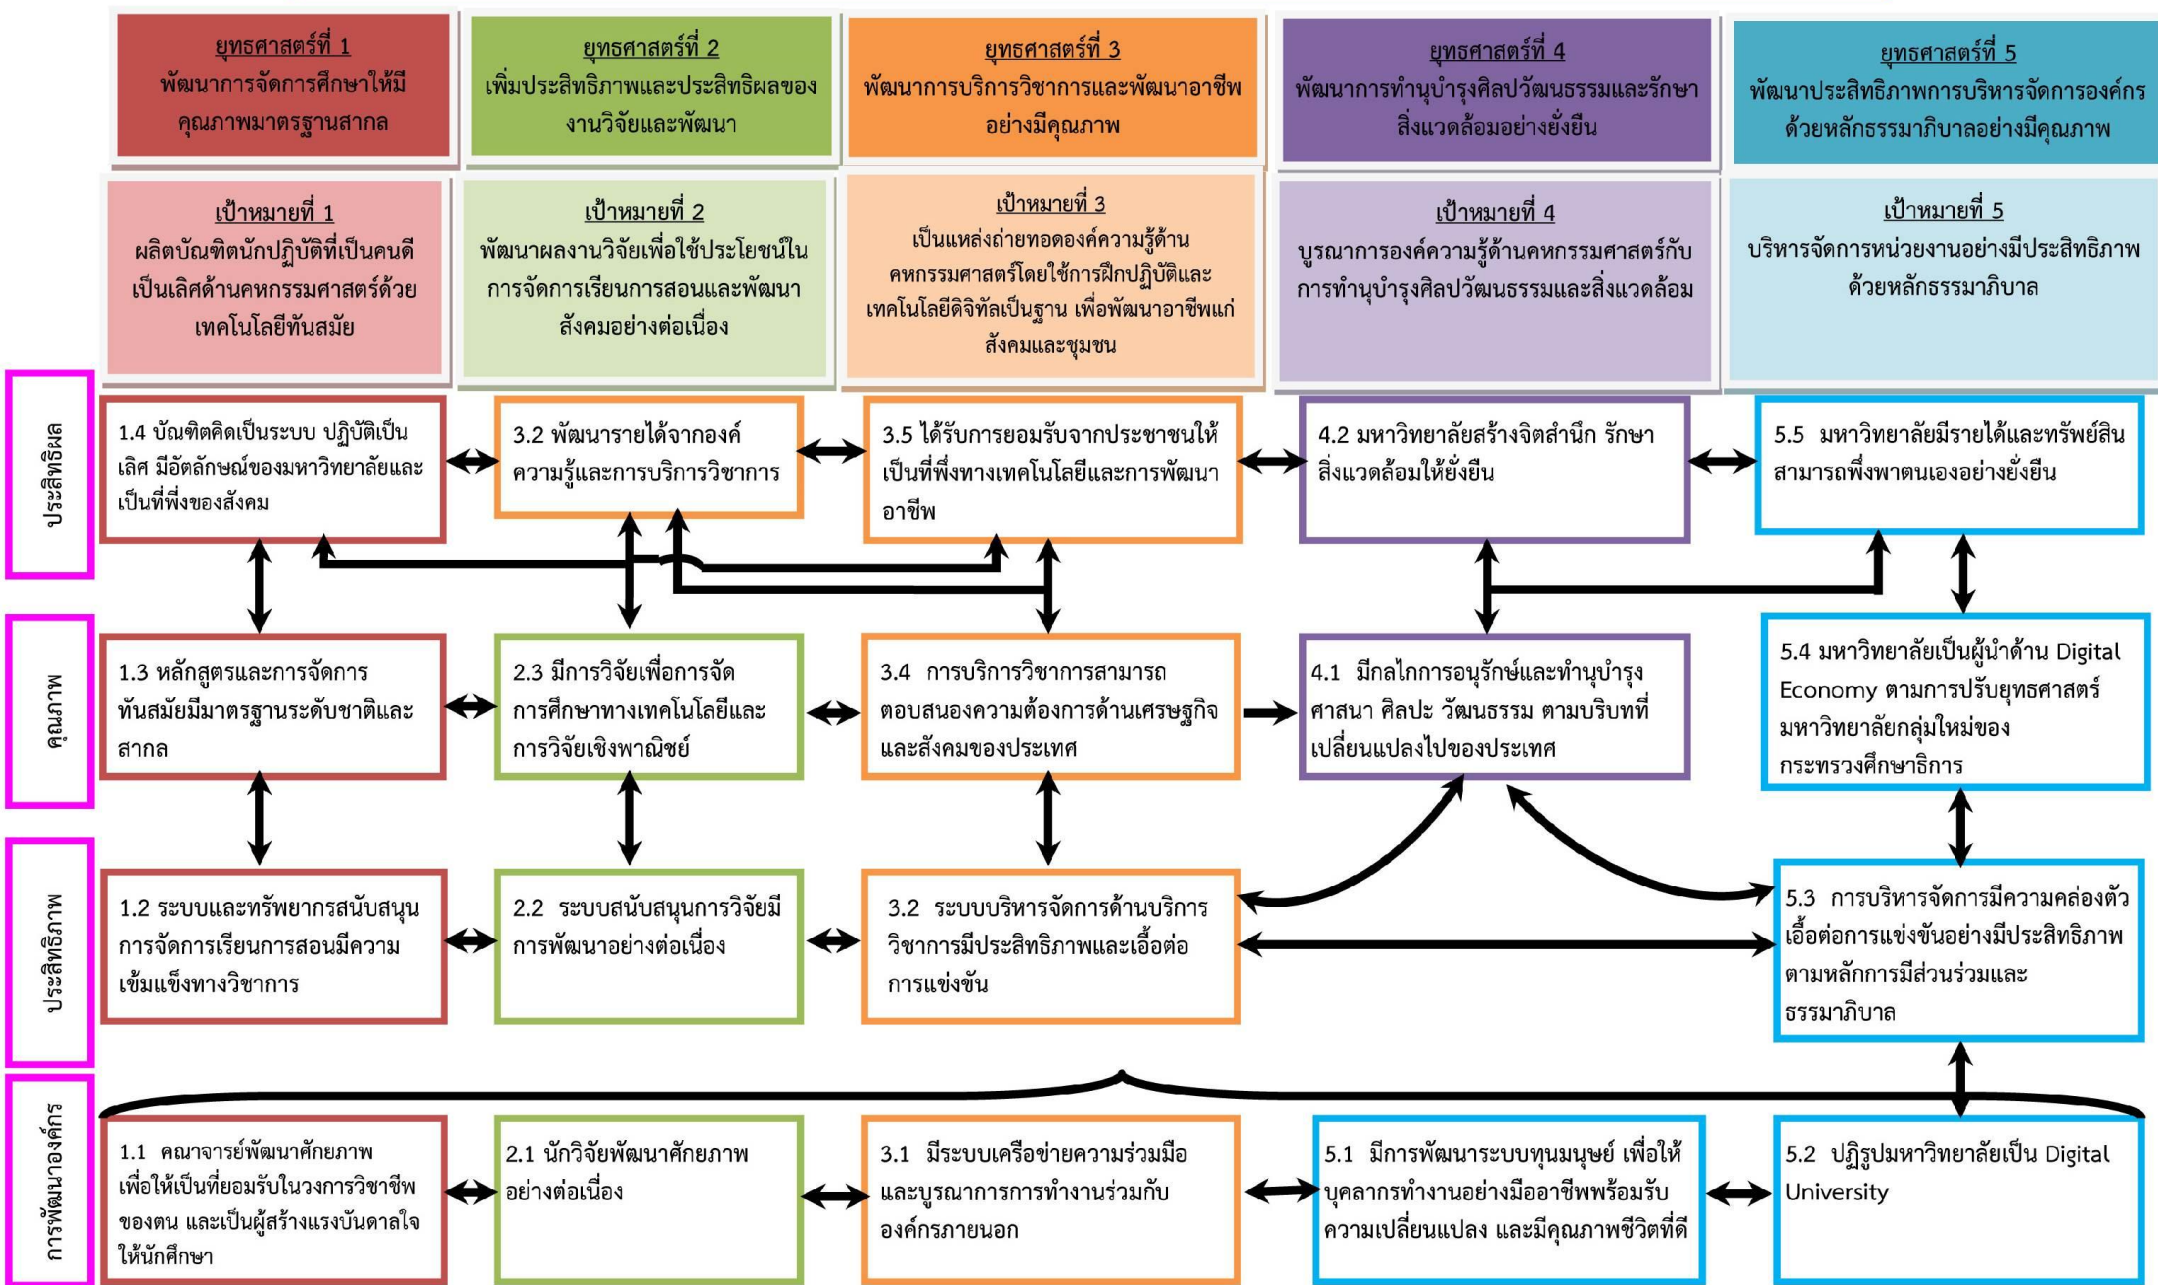 ยุทธศาสตร์ที่ 1
พัฒนาการจัดการศึกษาให้มี
คุณภาพมาตรฐานสากล
ยุทธศาสตร์ที่ 2
เพิ่มประสิทธิภาพและประสิทธิผลของ
งานวิจัยและพัฒนา
ยุทธศาสตร์ที่ 3
พัฒนาการบริการวิชาการและพัฒนาอาชีพ
อย่างมีคุณภาพ
ยุทธศาสตร์ที่ 4
พัฒนาการทำนุบำรุงศิลปวัฒนธรรมและรักษา
สิ่งแวดล้อมอย่างยั่งยืน
ยุทธศาสตร์ที่ 5
พัฒนาประสิทธิภาพการบริหารจัดการองค์กร
ด้วยหลักธรรมาภิบาลอย่างมีคุณภาพ
เป้าหมายที่ 1
ผลิตบัณฑิตนักปฏิบัติที่เป็นคนดี
เป็นเลิศด้านคหกรรมศาสตร์ด้วย
เทคโนโลยีทันสมัย
เป้าหมายที่ 2
พัฒนาผลงานวิจัยเพื่อใช้ประโยชน์ใน
การจัดการเรียนการสอนและพัฒนา
สังคมอย่างต่อเนื่อง
เป้าหมายที่ 3
เป็นแหล่งถ่ายทอดองค์ความรู้ด้าน
คหกรรมศาสตร์โดยใช้การฝึกปฏิบัติและ
เทคโนโลยีดิจิทัลเป็นฐาน เพื่อพัฒนาอาชีพแก่
สังคมและชุมชน
เป้าหมายที่ 4
บูรณาการองค์ความรู้ด้านคหกรรมศาสตร์กับ
การทำนุบำรุงศิลปวัฒนธรรมและสิ่งแวดล้อม
เป้าหมายที่ 5
บริหารจัดการหน่วยงานอย่างมีประสิทธิภาพ
ด้วยหลักธรรมาภิบาล
ประสิทธิผล
1.4 บัณฑิตคิดเป็นระบบ ปฏิบัติเป็น
เลิศ มีอัตลักษณ์ของมหาวิทยาลัยและ
เป็นที่พึ่งของสังคม
3.2 พัฒนารายได้จากองค์
ความรู้และการบริการวิชาการ
3.5 ได้รับการยอมรับจากประชาชนให้
เป็นที่พึ่งทางเทคโนโลยีและการพัฒนา
อาชีพ
4.2 มหาวิทยาลัยสร้างจิตสำนึก รักษา
สิ่งแวดล้อมให้ยั่งยืน
5.5 มหาวิทยาลัยมีรายได้และทรัพย์สิน
สามารถพึ่งพาตนเองอย่างยั่งยืน
คุณภาพ
1.3 หลักสูตรและการจัดการ
ทันสมัยมีมาตรฐานระดับชาติและ
สากล
2.3 มีการวิจัยเพื่อการจัด
การศึกษาทางเทคโนโลยีและ
การวิจัยเชิงพาณิชย์
3.4 การบริการวิชาการสามารถ
ตอบสนองความต้องการด้านเศรษฐกิจ
และสังคมของประเทศ
4.1 มีกลไกการอนุรักษ์และทำนุบำรุง
ศาสนา ศิลปะ วัฒนธรรม ตามบริบทที่
เปลี่ยนแปลงไปของประเทศ
5.4 มหาวิทยาลัยเป็นผู้นำด้าน Digital
Economy ตามการปรับยุทธศาสตร์
มหาวิทยาลัยกลุ่มใหม่ของ
กระทรวงศึกษาธิการ
ประสิทธิภาพ
1.2 ระบบและทรัพยากรสนับสนุน
การจัดการเรียนการสอนมีความ
เข้มแข็งทางวิชาการ
2.2 ระบบสนับสนุนการวิจัยมี
การพัฒนาอย่างต่อเนื่อง
3.2 ระบบบริหารจัดการด้านบริการ
วิชาการมีประสิทธิภาพและเอื้อต่อ
การแข่งขัน
5.3 การบริหารจัดการมีความคล่องตัว
เอื้อต่อการแข่งขันอย่างมีประสิทธิภาพ
ตามหลักการมีส่วนร่วมและ
ธรรมาภิบาล
การพัฒนาองค์กร
1.1 คณาจารย์พัฒนาศักยภาพ
เพื่อให้เป็นที่ยอมรับในวงการวิชาชีพ
ของตน และเป็นผู้สร้างแรงบันดาลใจ
ให้นักศึกษา
2.1 นักวิจัยพัฒนาศักยภาพ
อย่างต่อเนื่อง
3.1 มีระบบเครือข่ายความร่วมมือ
และบูรณาการการทำงานร่วมกับ
องค์กรภายนอก
5.1 มีการพัฒนาระบบทุนมนุษย์ เพื่อให้
บุคลากรทำงานอย่างมืออาชีพพร้อมรับ
ความเปลี่ยนแปลง และมีคุณภาพชีวิตที่ดี
5.2 ปฏิรูปมหาวิทยาลัยเป็น Digital
University